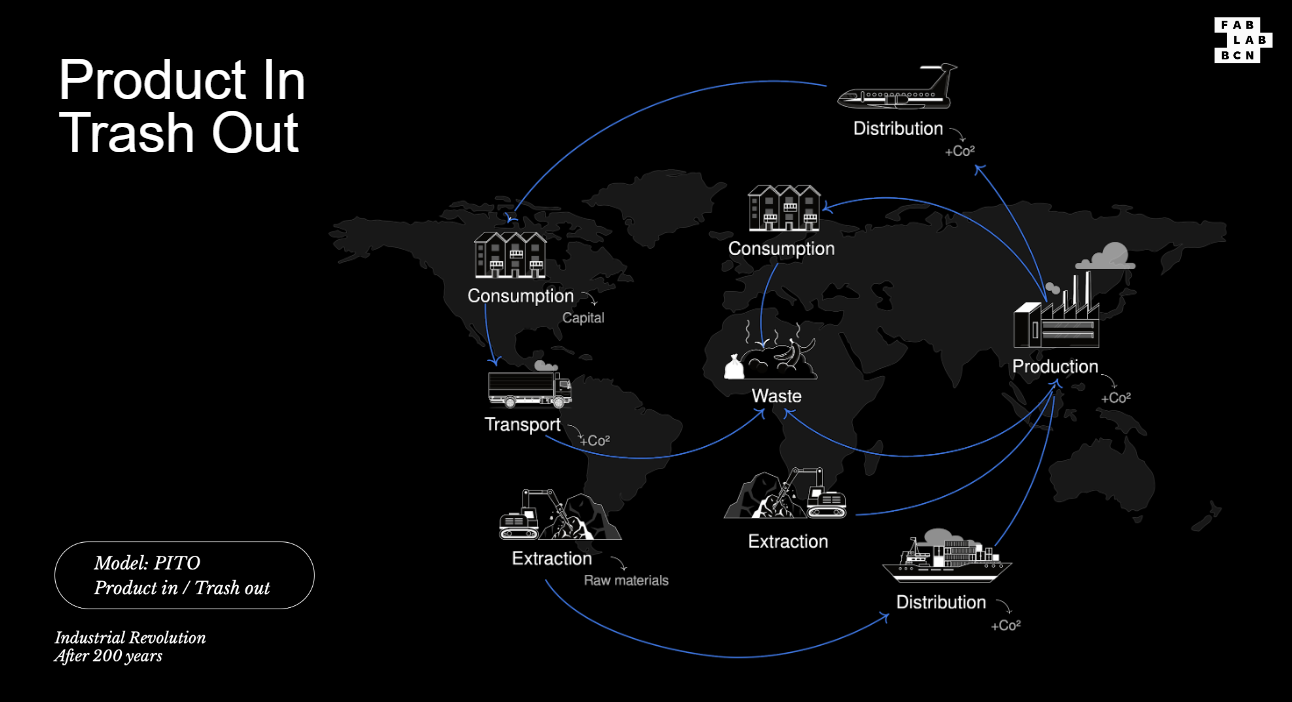 FAB
LAB
BCN
Product In
Trash Out
Distribution
+Co²
Consumption
Consumption
Capital
Production
+Co²
Waste
Transport
+Co²
Extraction
Raw materials
Extraction
Distribution
+Co²
Model: PITO
Product in / Trash out
Industrial Revolution
After 200 years